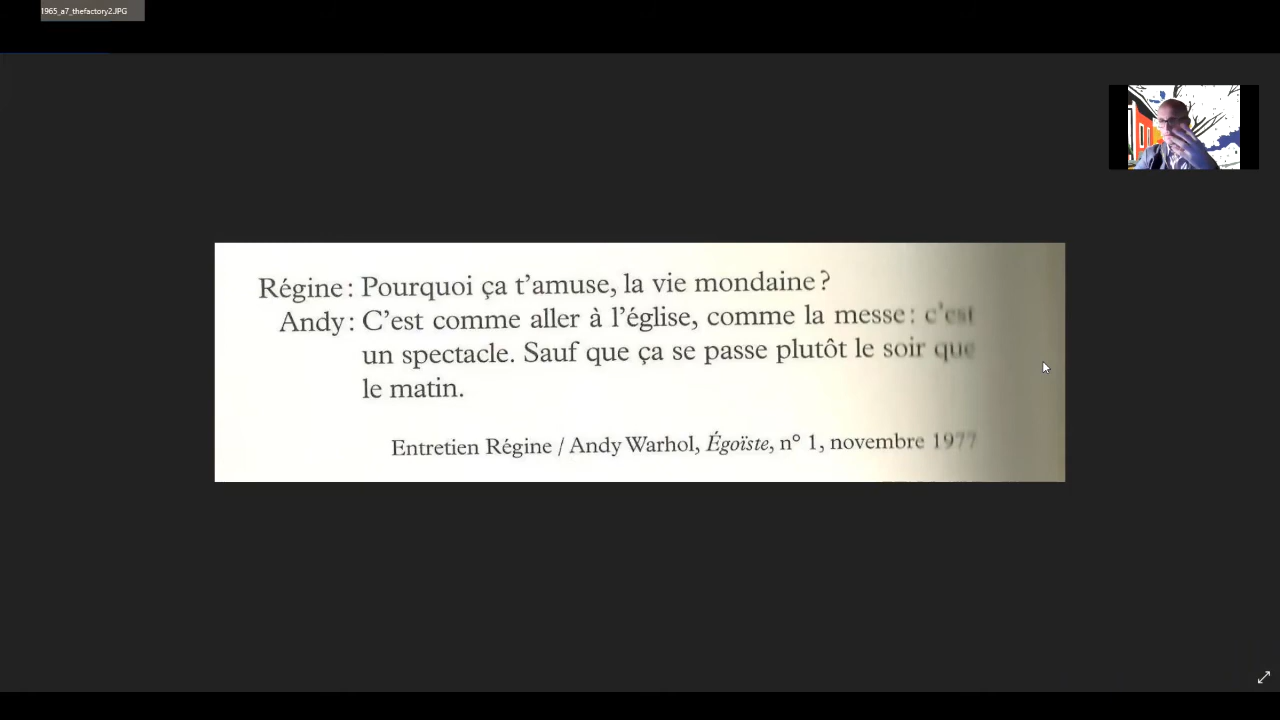 1965_a7_thefactory2.JPG
Régine : Pourquoi ça t'amuse, la vie mondaine ?
Andy : C'est comme aller à l'église, comme la messe : c'est
un spectacle. Sauf que ça se passe plutôt le soir que
le matin.
Entretien Régine / Andy Warhol, Égoïste, n° 1, novembre 1977